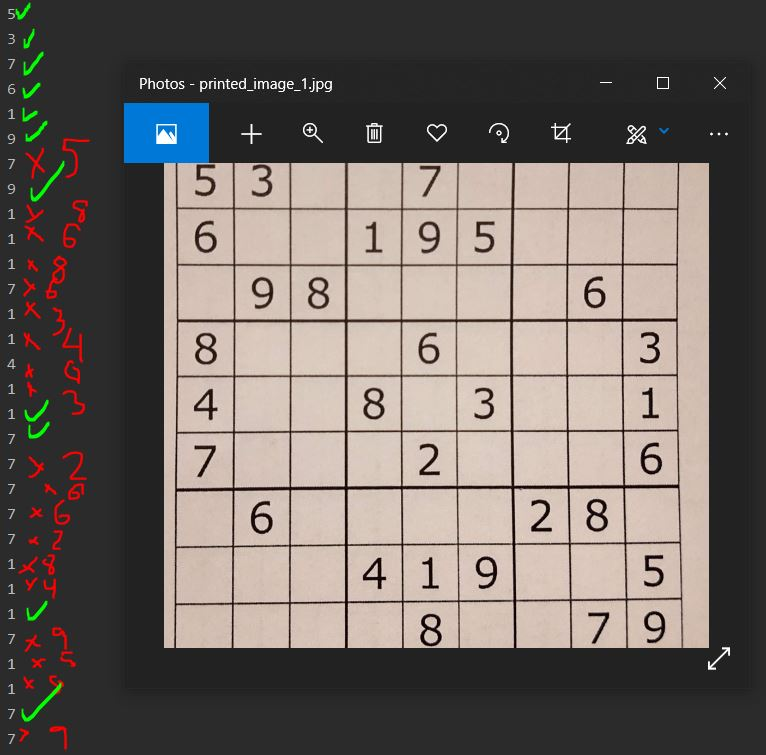 5 ✓
3 ✓
7 ✓
6 ✓
1 ✓
9 ✓
7 x 5
9 ✓
1 x 8
1 x 6
1 x 8
7 x 6
1 x 3
1 x 4
4 x 8
1 x 3
1 ✓
7 ✓
7 x 2
7 x 6
7 x 6
7 x 2
1 x 8
1 x 4
1 ✓
7 x 9
1 x 5
1 x 8
7 ✓
7 x 9
Photos - printed_image_1.jpg
5 3 7
6 1 9 5
9 8 6
8 6 3
4 8 3 1
7 2 6
6 2 8
4 1 9 5
8 7 9